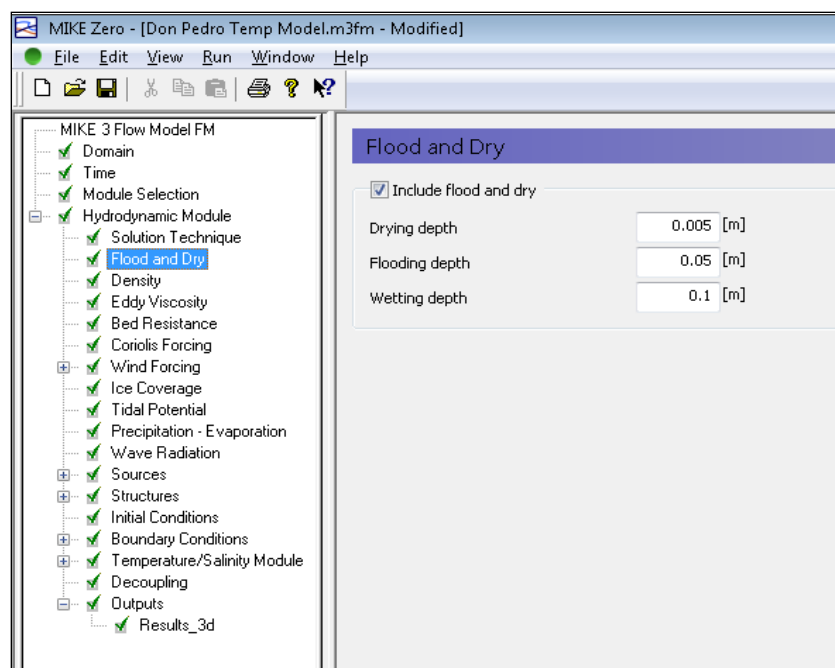 MIKE Zero - [Don Pedro Temp Model.m3fm - Modified]
File Edit View Run Window Help
MIKE 3 Flow Model FM
Domain
Time
Module Selection
Hydrodynamic Module
Solution Technique
Flood and Dry
Density
Eddy Viscosity
Bed Resistance
Coriolis Forcing
Wind Forcing
Ice Coverage
Tidal Potential
Precipitation - Evaporation
Wave Radiation
Sources
Structures
Initial Conditions
Boundary Conditions
Temperature/Salinity Module
Decoupling
Outputs
Results_3d
Flood and Dry
Include flood and dry
Drying depth 0.005 [m]
Flooding depth 0.05 [m]
Wetting depth 0.1 [m]